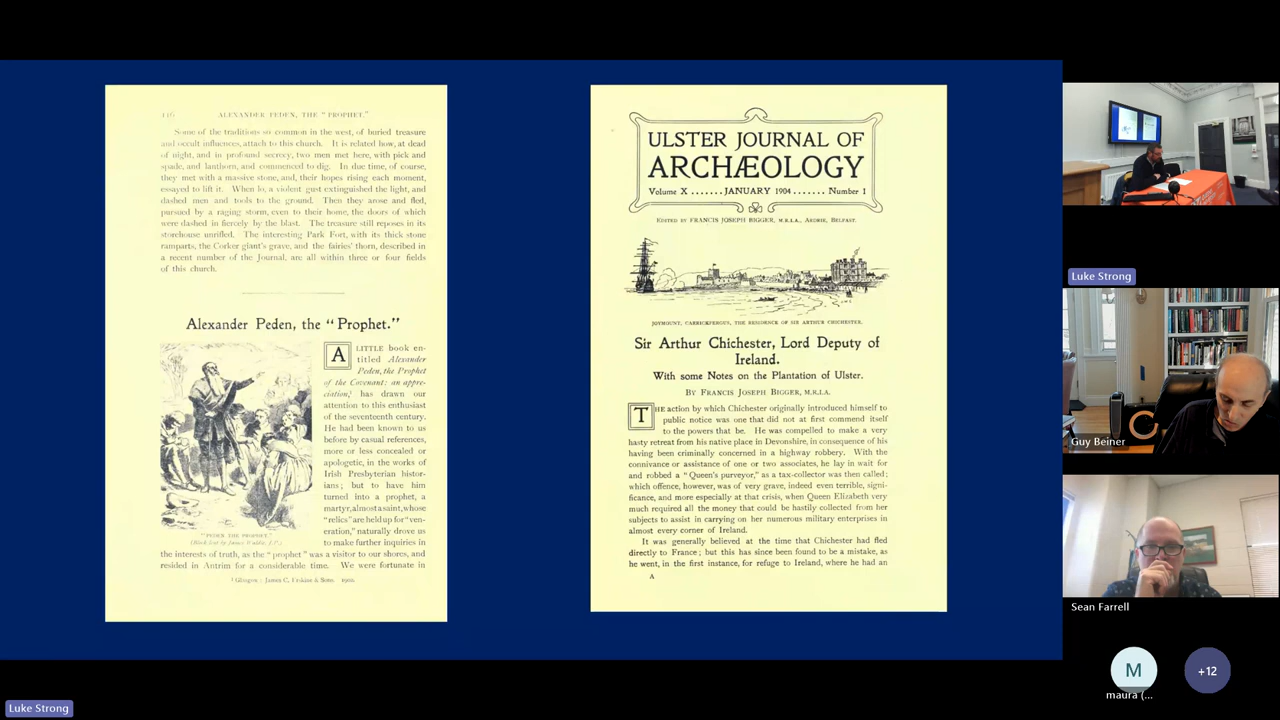 116 ALEXANDER PEDEN, THE "PROPHET."
Some of the traditions so common in the west, of buried treasure
and occult influences, attach to this church. It is related how, at dead
of night, and in profound secrecy, two men met here, with pick and
spade, and lanthorn, and commenced to dig. In due time, of course,
they met with a massive stone, and, their hopes rising each moment,
essayed to lift it. When lo, a violent gust extinguished the light, and
dashed men and tools to the ground. Then they arose and fled,
pursued by a raging storm, even to their home, the doors of which
were dashed in fiercely by the blast. The treasure still reposes in its
storehouse unrifled. The interesting Park Fort, with its thick stone
ramparts, the Corker giant's grave, and the fairies' thorn, described in
a recent number of the Journal, are all within three or four fields
of this church.
Alexander Peden, the "Prophet."
A LITTLE book en-
titled Alexander
Peden, the Prophet
of the Covenant: an appre-
ciation,¹ has drawn our
attention to this enthusiast
of the seventeenth century.
He had been known to us
before by casual references,
more or less concealed or
apologetic, in the works of
Irish Presbyterian histor-
ians; but to have him
turned into a prophet, a
martyr, almost a saint, whose
"relics" are held up for "ven-
eration," naturally drove us
to make further inquiries in
"PEDEN THE PROPHET."
the interests of truth, as the "prophet" was a visitor to our shores, and
resided in Antrim for a considerable time. We were fortunate in
¹ Glasgow: James C. Erskine & Sons.
ULSTER JOURNAL OF
ARCHÆOLOGY
Volume X ....... JANUARY 1904 ....... Number 1
EDITED BY FRANCIS JOSEPH BIGGER, M.R.I.A., ARDRIE, BELFAST.
JOYMOUNT, CARRICKFERGUS, THE RESIDENCE OF SIR ARTHUR CHICHESTER.
Sir Arthur Chichester, Lord Deputy of
Ireland.
With some Notes on the Plantation of Ulster.
BY FRANCIS JOSEPH BIGGER, M.R.I.A.
THE action by which Chichester originally introduced himself to
public notice was one that did not at first commend itself
to the powers that be. He was compelled to make a very
hasty retreat from his native place in Devonshire, in consequence of his
having been criminally concerned in a highway robbery. With the
connivance or assistance of one or two associates, he lay in wait for
and robbed a "Queen's purveyor," as a tax-collector was then called;
which offence, however, was of very grave, indeed even terrible, signi-
ficance, and more especially at that crisis, when Queen Elizabeth very
much required all the money that could be hastily collected from her
subjects to assist in carrying on her numerous military enterprises in
almost every corner of Ireland.
It was generally believed at the time that Chichester had fled
directly to France; but this has since been found to be a mistake, as
he went, in the first instance, for refuge to Ireland, where he had an
A
Luke Strong
Guy Beiner
Sean Farrell
M
maura (...
+12
Luke Strong